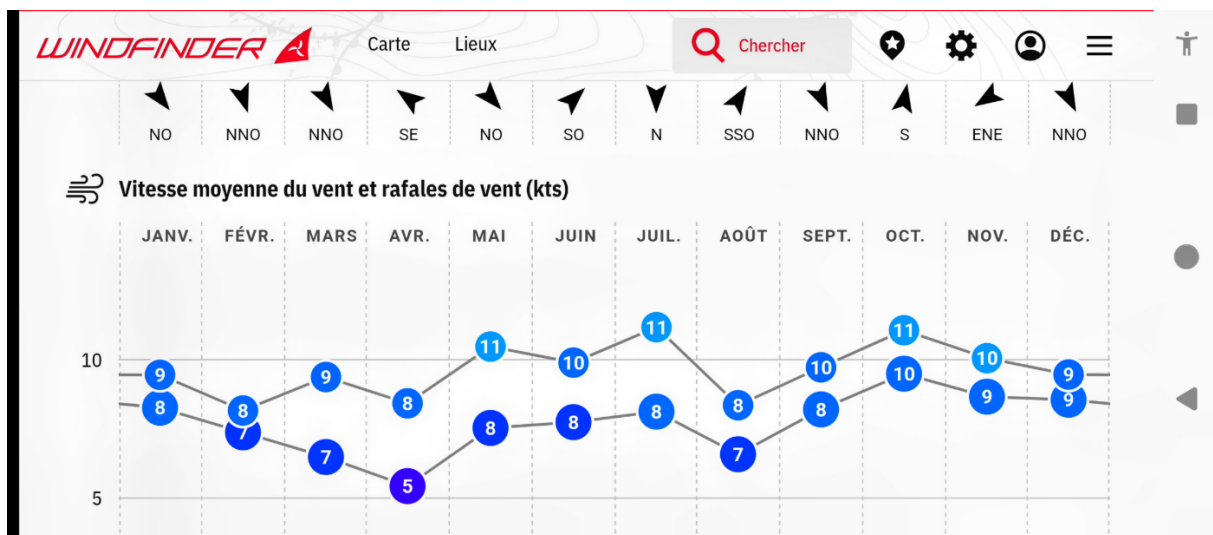 WINDFINDER Carte Lieux Chercher
NO NNO NNO SE NO SO N SSO NNO S ENE NNO
Vitesse moyenne du vent et rafales de vent (kts)
JANV. FÉVR. MARS AVR. MAI JUIN JUIL. AOÛT SEPT. OCT. NOV. DÉC.
10
9 8 9 8 11 10 11 8 10 11 10 9
8 7 7 5 8 8 8 7 8 10 9 9
5